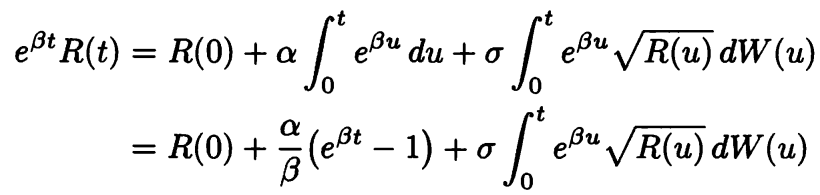 $e^{\beta t} R(t) = R(0) + \alpha \int_0^t e^{\beta u} \, du + \sigma \int_0^t e^{\beta u} \sqrt{R(u)} \, dW(u)$
$= R(0) + \frac{\alpha}{\beta} \left( e^{\beta t} - 1 \right) + \sigma \int_0^t e^{\beta u} \sqrt{R(u)} \, dW(u)$